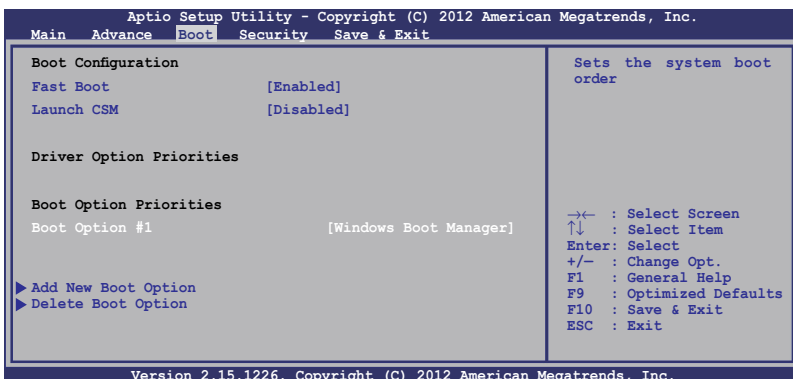 Aptio Setup Utility - Copyright (C) 2012 American Megatrends, Inc.
Main Advance Boot Security Save & Exit
Boot Configuration
Fast Boot [Enabled]
Launch CSM [Disabled]
Driver Option Priorities
Boot Option Priorities
Boot Option #1 [Windows Boot Manager]
Add New Boot Option
Delete Boot Option
Sets the system boot
order
→← : Select Screen
↑↓ : Select Item
Enter: Select
+/— : Change Opt.
F1 : General Help
F9 : Optimized Defaults
F10 : Save & Exit
ESC : Exit
Version 2.15.1226. Copyright (C) 2012 American Megatrends, Inc.